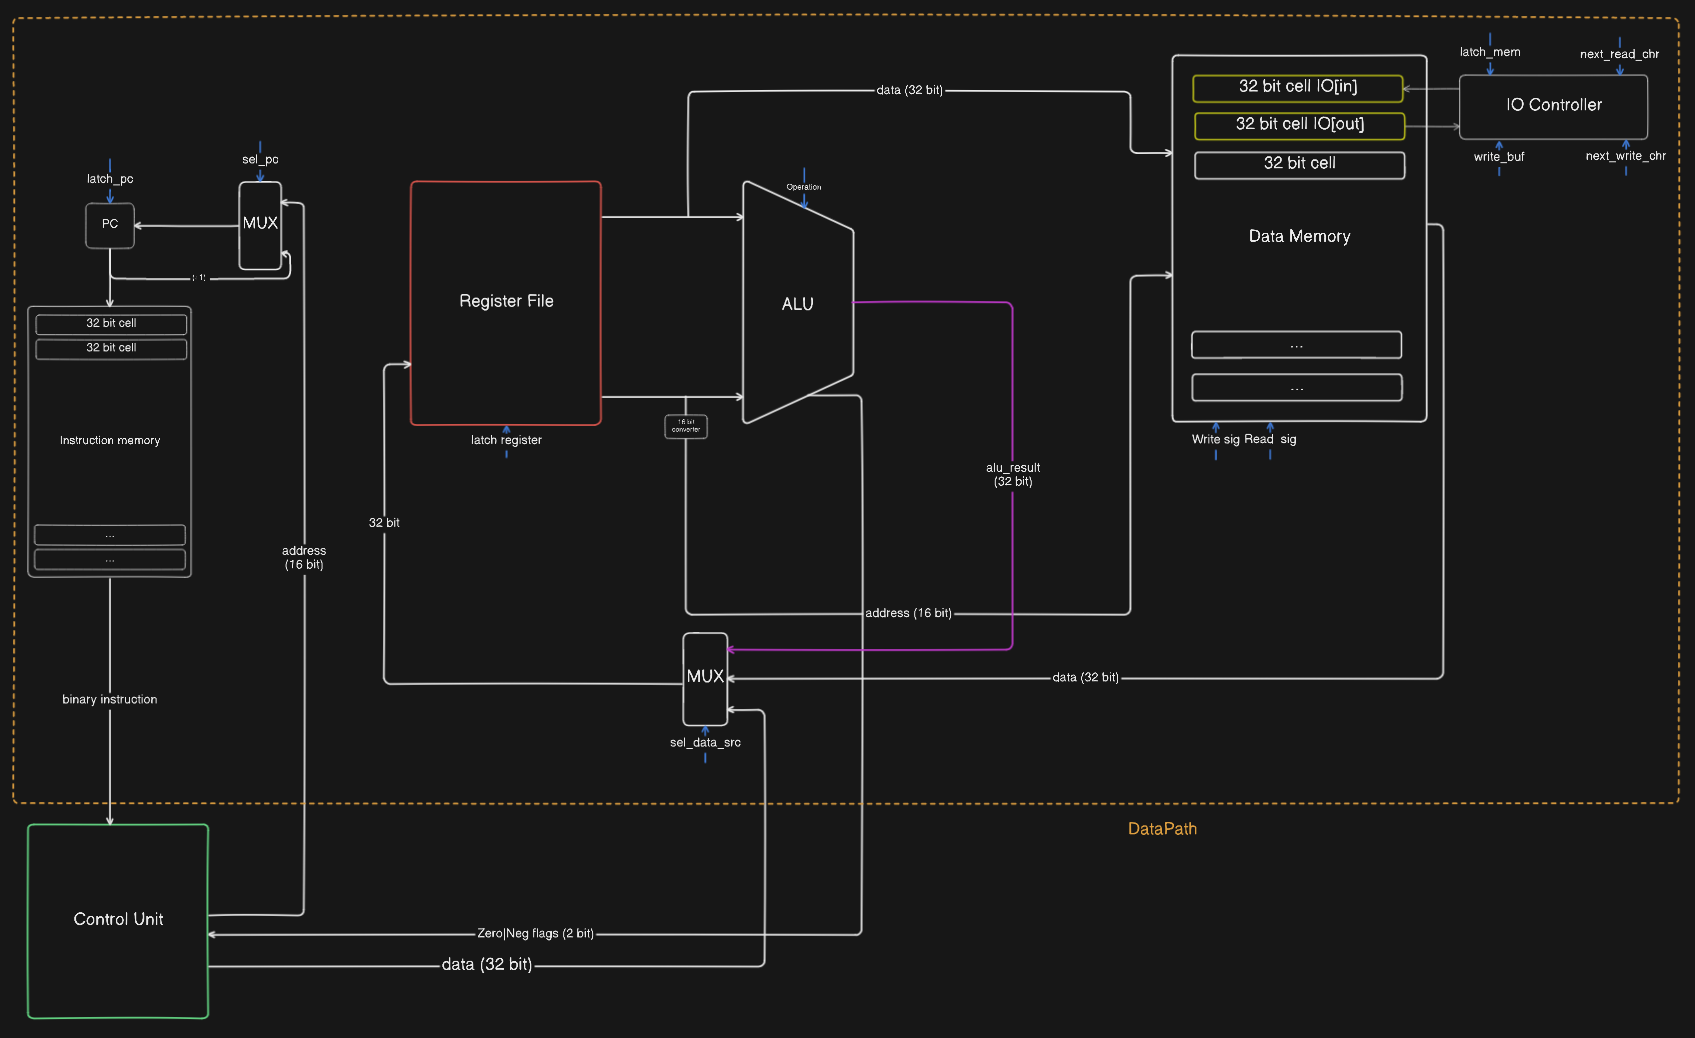 latch_mem
next_read_chr
32 bit cell IO[in]
IO Controller
32 bit cell IO[out]
write_buf
next_write_chr
32 bit cell
Data Memory
...
...
Write sig
Read sig
data (32 bit)
sel_pc
latch_pc
PC
MUX
32 bit cell
32 bit cell
Instruction memory
...
...
Register File
latch register
Operation
ALU
16 bit
converter
alu_result
(32 bit)
32 bit
address
(16 bit)
address (16 bit)
MUX
data (32 bit)
sel_data_src
binary instruction
DataPath
Control Unit
Zero|Neg flags (2 bit)
data (32 bit)